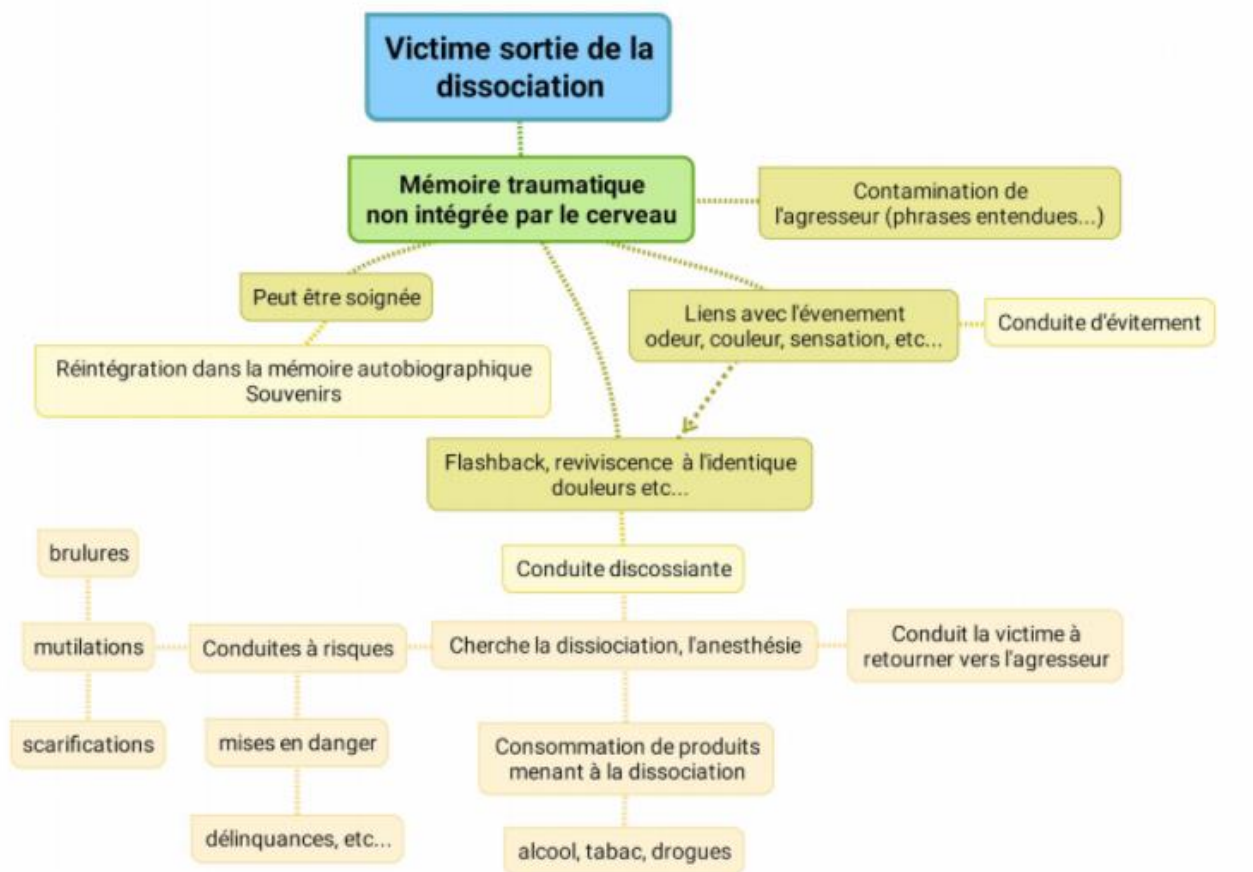 Victime sortie de la
dissociation
Mémoire traumatique
non intégrée par le cerveau
Contamination de
l'agresseur (phrases entendues...)
Peut être soignée
Liens avec l'évenement
odeur, couleur, sensation, etc...
Conduite d'évitement
Réintégration dans la mémoire autobiographique
Souvenirs
Flashback, reviviscence à l'identique
douleurs etc...
brulures
Conduite discossiante
mutilations
Conduites à risques
Cherche la dissiociation, l'anesthésie
Conduit la victime à
retourner vers l'agresseur
scarifications
mises en danger
Consommation de produits
menant à la dissociation
délinquances, etc...
alcool, tabac, drogues